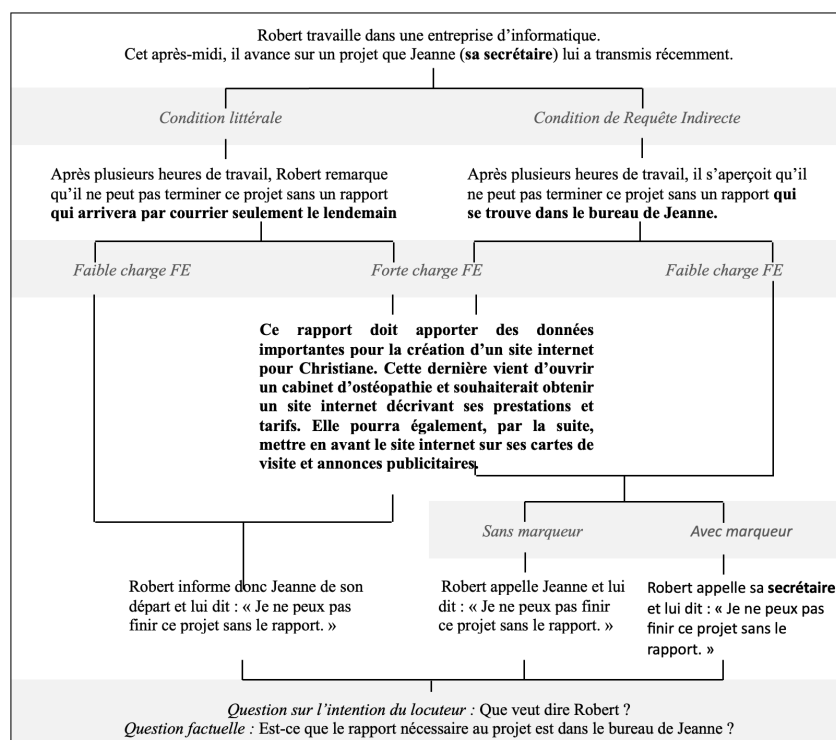 Robert travaille dans une entreprise d'informatique.
Cet après-midi, il avance sur un projet que Jeanne (sa secrétaire) lui a transmis récemment.
Condition littérale
Condition de Requête Indirecte
Après plusieurs heures de travail, Robert remarque
qu'il ne peut pas terminer ce projet sans un rapport
qui arrivera par courrier seulement le lendemain
Après plusieurs heures de travail, il s'aperçoit qu'il
ne peut pas terminer ce projet sans un rapport qui
se trouve dans le bureau de Jeanne.
Faible charge FE
Forte charge FE
Faible charge FE
Ce rapport doit apporter des données
importantes pour la création d'un site internet
pour Christiane. Cette dernière vient d'ouvrir
un cabinet d'ostéopathie et souhaiterait obtenir
un site internet décrivant ses prestations et
tarifs. Elle pourra également, par la suite,
mettre en avant le site internet sur ses cartes de
visite et annonces publicitaires.
Sans marqueur
Avec marqueur
Robert informe donc Jeanne de son
départ et lui dit : « Je ne peux pas
finir ce projet sans le rapport. »
Robert appelle Jeanne et lui
dit : « Je ne peux pas finir
ce projet sans le rapport. »
Robert appelle sa secrétaire
et lui dit : « Je ne peux pas
finir ce projet sans le
rapport. »
Question sur l'intention du locuteur : Que veut dire Robert ?
Question factuelle : Est-ce que le rapport nécessaire au projet est dans le bureau de Jeanne ?